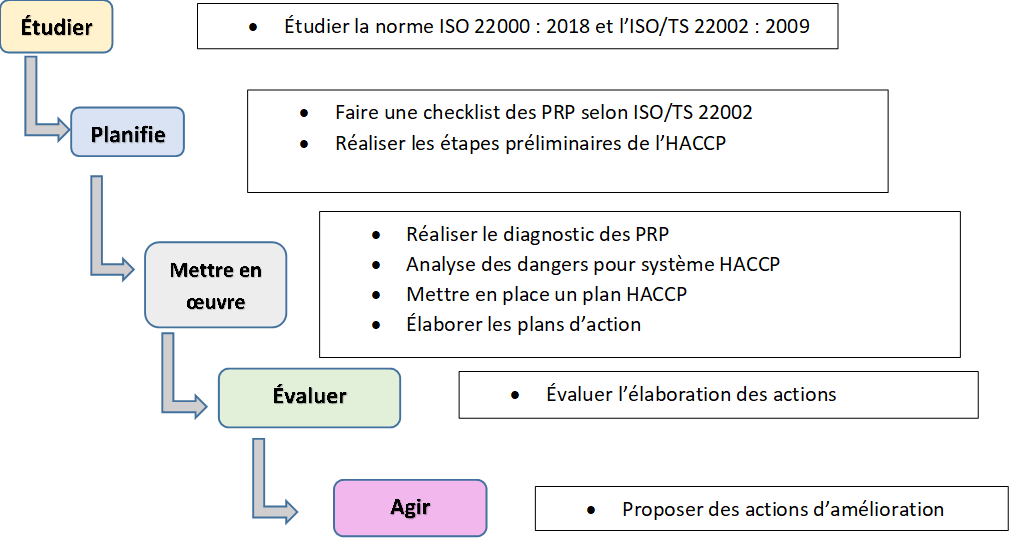 Étudier
• Étudier la norme ISO 22000 : 2018 et l’ISO/TS 22002 : 2009
Planifie
• Faire une checklist des PRP selon ISO/TS 22002
• Réaliser les étapes préliminaires de l’HACCP
Mettre en
œuvre
• Réaliser le diagnostic des PRP
• Analyse des dangers pour système HACCP
• Mettre en place un plan HACCP
• Élaborer les plans d’action
Évaluer
• Évaluer l’élaboration des actions
Agir
• Proposer des actions d’amélioration